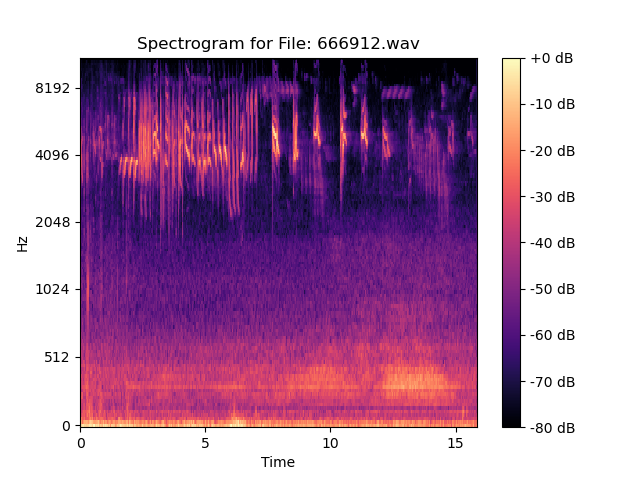 Spectrogram for File: 666912.wav
Hz
8192
4096
2048
1024
512
0
0
5
10
15
Time
+0 dB
-10 dB
-20 dB
-30 dB
-40 dB
-50 dB
-60 dB
-70 dB
-80 dB